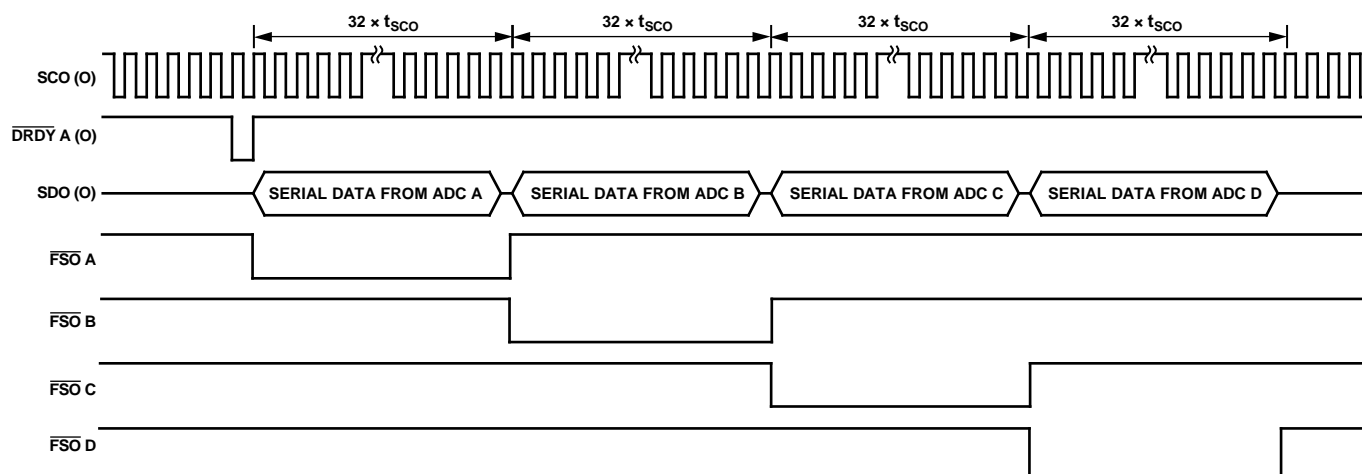 32 × tSCO 32 × tSCO 32 × tSCO 32 × tSCO
SCO (O)
DRDY A (O)
SDO (O) SERIAL DATA FROM ADC A SERIAL DATA FROM ADC B SERIAL DATA FROM ADC C SERIAL DATA FROM ADC D
FSO A
FSO B
FSO C
FSO D